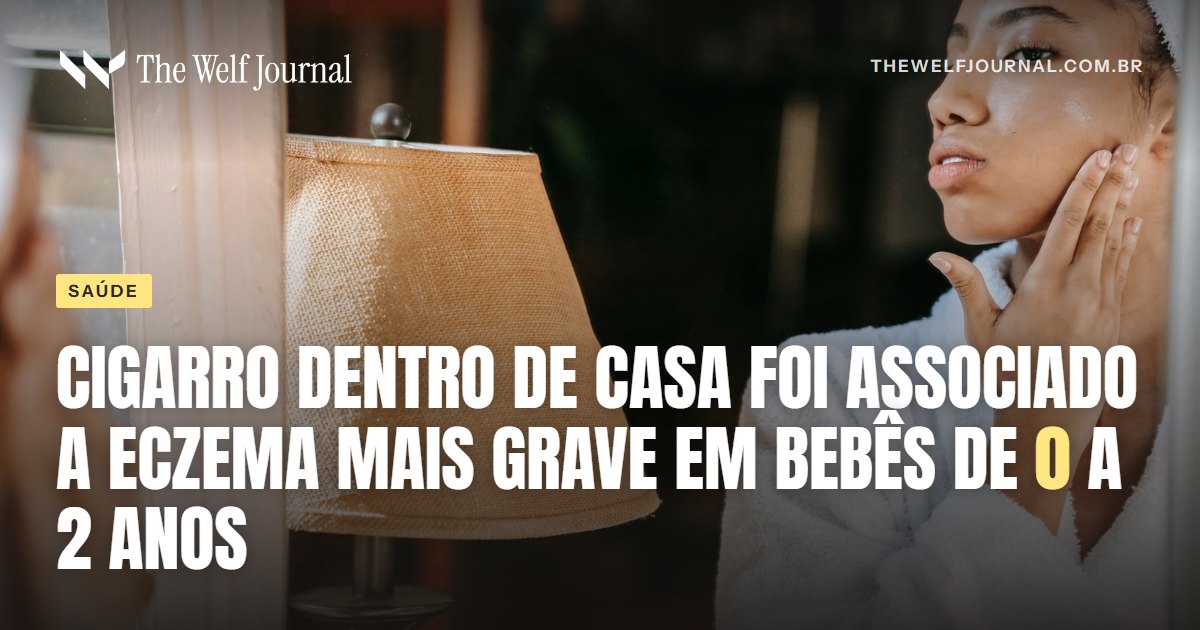 The Welf Journal
THEWELFJOURNAL.COM.BR
SAÚDE
CIGARRO DENTRO DE CASA FOI ASSOCIADO
A ECZEMA MAIS GRAVE EM BEBÊS DE 0 A
2 ANOS